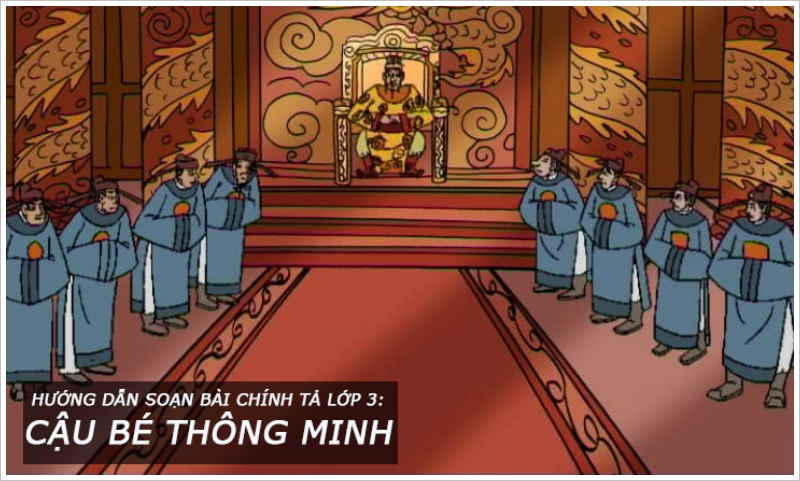 HƯỚNG DẪN SOẠN BÀI CHÍNH TẢ LỚP 3:
CẬU BÉ THÔNG MINH